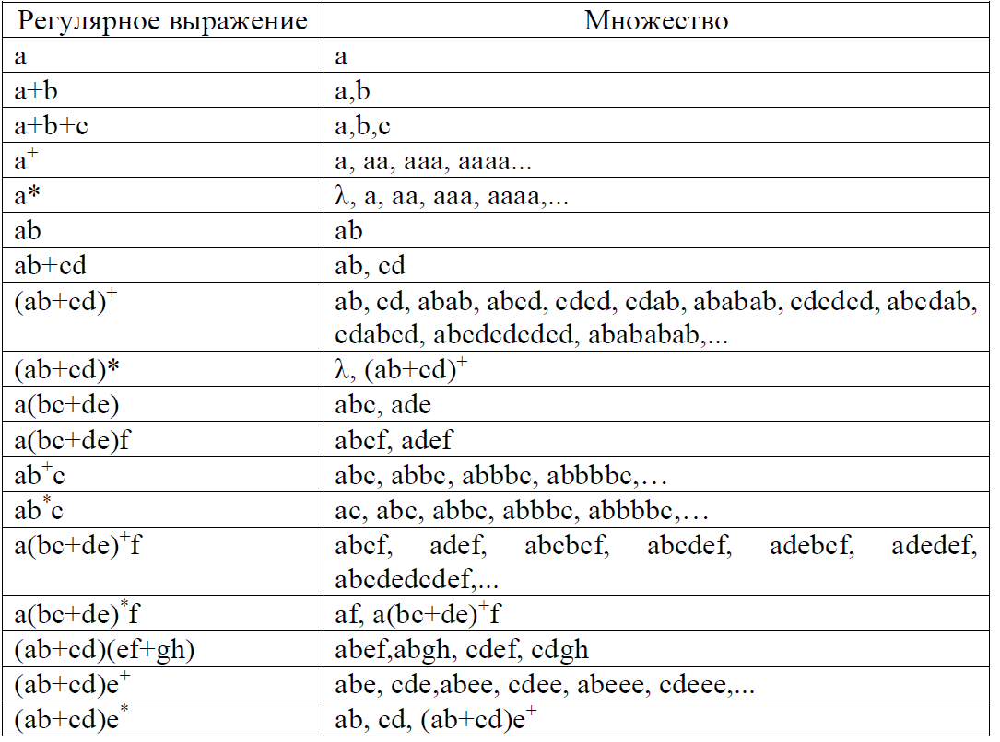 Регулярное выражение Множество
a a
a+b a,b
a+b+c a,b,c
a⁺ a, aa, aaa, aaaa...
a* λ, a, aa, aaa, aaaa,...
ab ab
ab+cd ab, cd
(ab+cd)⁺ ab, cd, abab, abcd, cdcd, cdab, ababab, cdcdcd, abcdab,
cdabcd, abcdcdcdcd, abababab,...
(ab+cd)* λ, (ab+cd)⁺
a(bc+de) abc, ade
a(bc+de)f abcf, adef
ab⁺c abc, abbc, abbbc, abbbbc,…
ab*c ac, abc, abbc, abbbc, abbbbc,…
a(bc+de)⁺f abcf, adef, abcbcf, abcdef, adebcf, adedef,
abcdedcdef,...
a(bc+de)*f af, a(bc+de)⁺f
(ab+cd)(ef+gh) abef,abgh, cdef, cdgh
(ab+cd)e⁺ abe, cde,abee, cdee, abeee, cdeee,...
(ab+cd)e* ab, cd, (ab+cd)e⁺